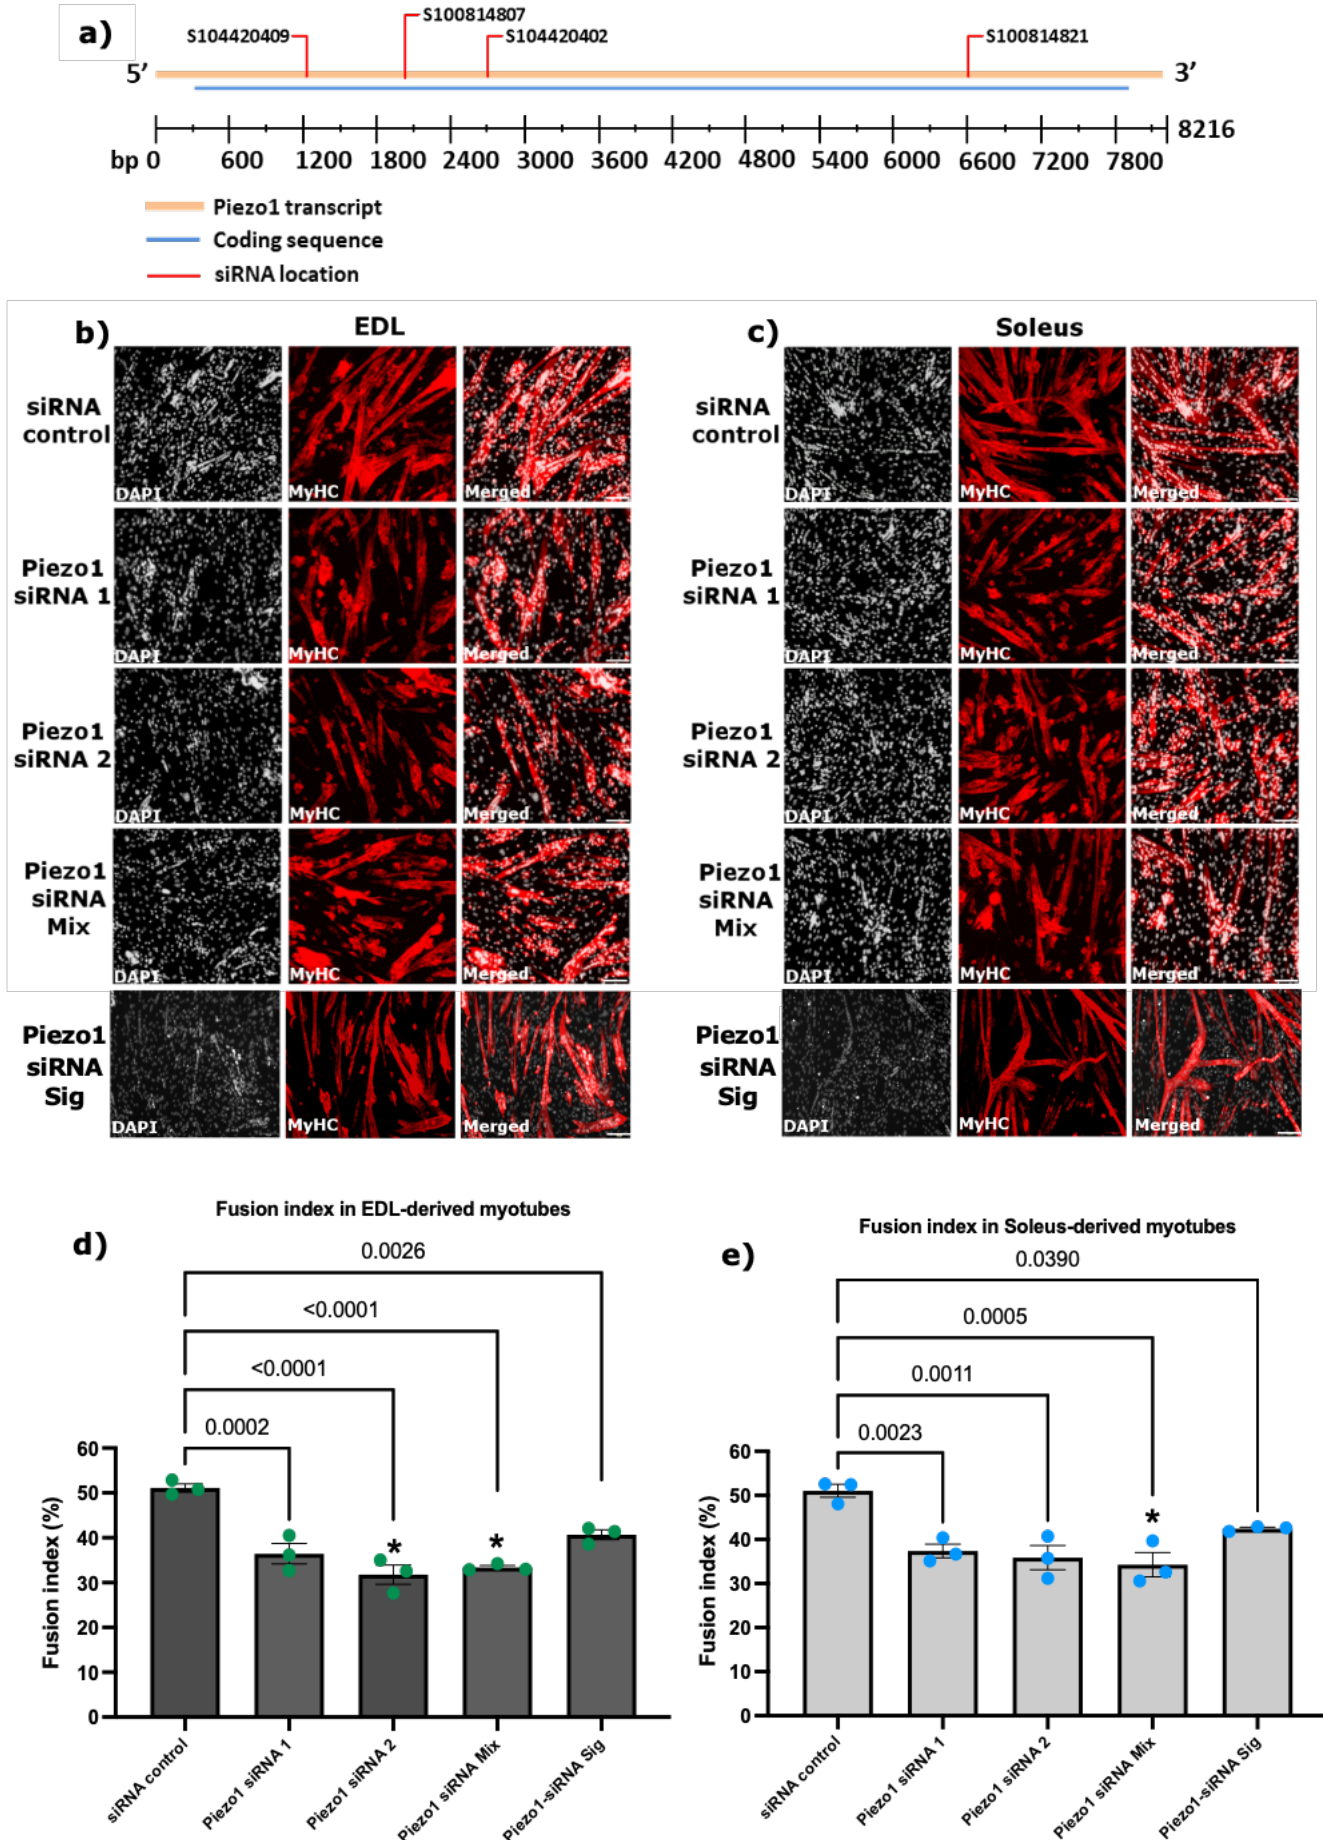 a)
S104420409
S100814807
S104420402
S100814821
5’
3’
8216
bp 0 600 1200 1800 2400 3000 3600 4200 4800 5400 6000 6600 7200 7800
Piezo1 transcript
Coding sequence
siRNA location
b)
EDL
siRNA
control
DAPI MyHC Merged
Piezo1
siRNA 1
DAPI MyHC Merged
Piezo1
siRNA 2
DAPI MyHC Merged
Piezo1
siRNA
Mix
DAPI MyHC Merged
Piezo1
siRNA
Sig
DAPI MyHC Merged
c)
Soleus
siRNA
control
DAPI MyHC Merged
Piezo1
siRNA 1
DAPI MyHC Merged
Piezo1
siRNA 2
DAPI MyHC Merged
Piezo1
siRNA
Mix
DAPI MyHC Merged
Piezo1
siRNA
Sig
DAPI MyHC Merged
d)
Fusion index in EDL-derived myotubes
0.0026
<0.0001
<0.0001
0.0002
* *
Fusion index (%)
60
50
40
30
20
10
0
siRNA control
Piezo1 siRNA 1
Piezo1 siRNA 2
Piezo1 siRNA Mix
Piezo1-siRNA Sig
e)
Fusion index in Soleus-derived myotubes
0.0390
0.0005
0.0011
0.0023
*
Fusion index (%)
60
50
40
30
20
10
0
siRNA control
Piezo1 siRNA 1
Piezo1 siRNA 2
Piezo1 siRNA Mix
Piezo1-siRNA Sig